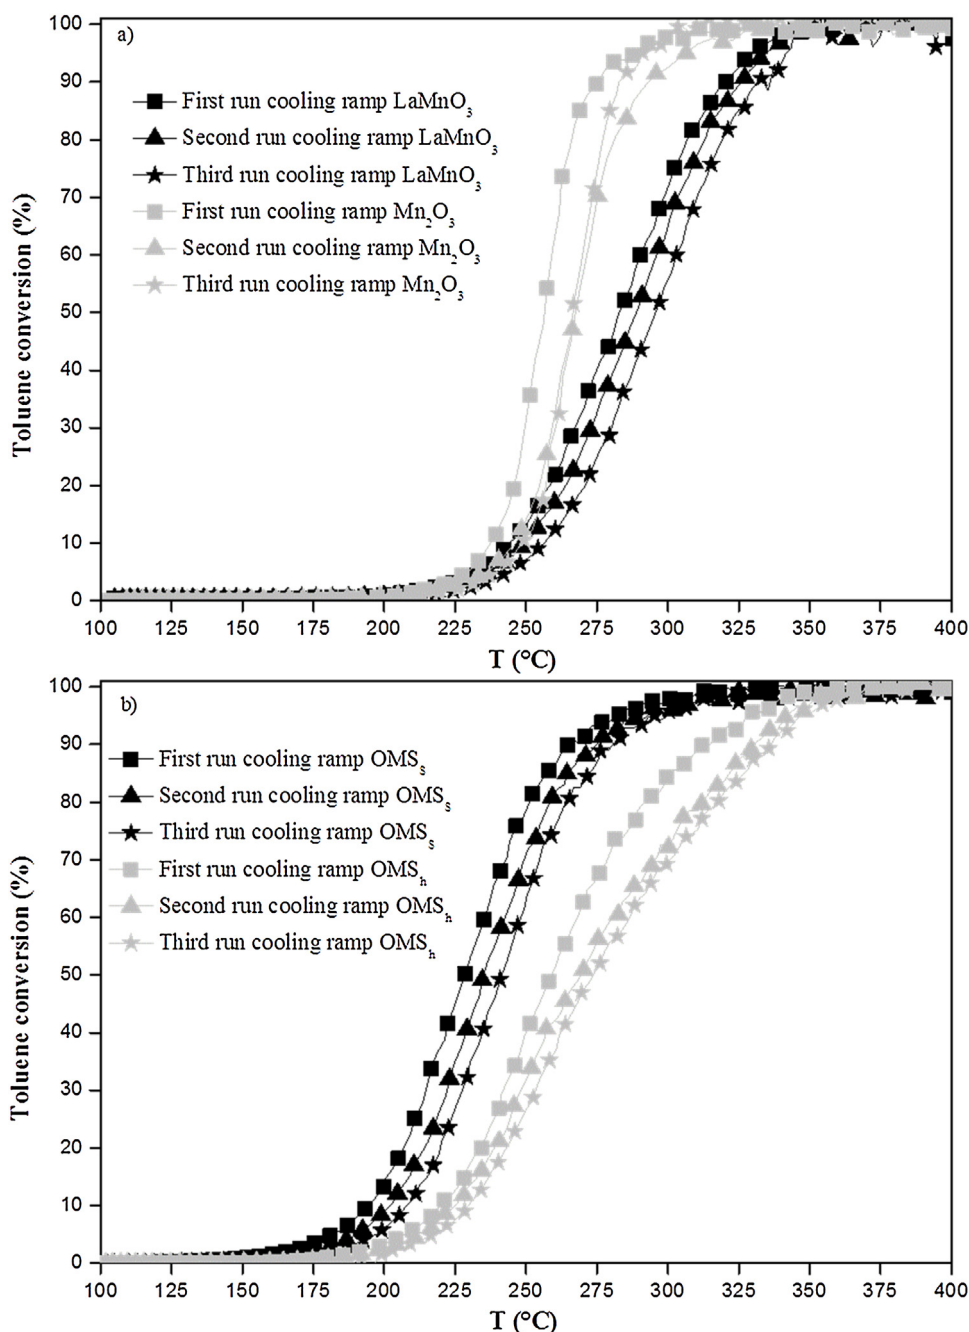 a)
First run cooling ramp LaMnO3
Second run cooling ramp LaMnO3
Third run cooling ramp LaMnO3
First run cooling ramp Mn2O3
Second run cooling ramp Mn2O3
Third run cooling ramp Mn2O3
Toluene conversion (%)
100
90
80
70
60
50
40
30
20
10
0
100 125 150 175 200 225 250 275 300 325 350 375 400
T (°C)
b)
First run cooling ramp OMSs
Second run cooling ramp OMSs
Third run cooling ramp OMSs
First run cooling ramp OMSh
Second run cooling ramp OMSh
Third run cooling ramp OMSh
Toluene conversion (%)
100
90
80
70
60
50
40
30
20
10
0
100 125 150 175 200 225 250 275 300 325 350 375 400
T (°C)